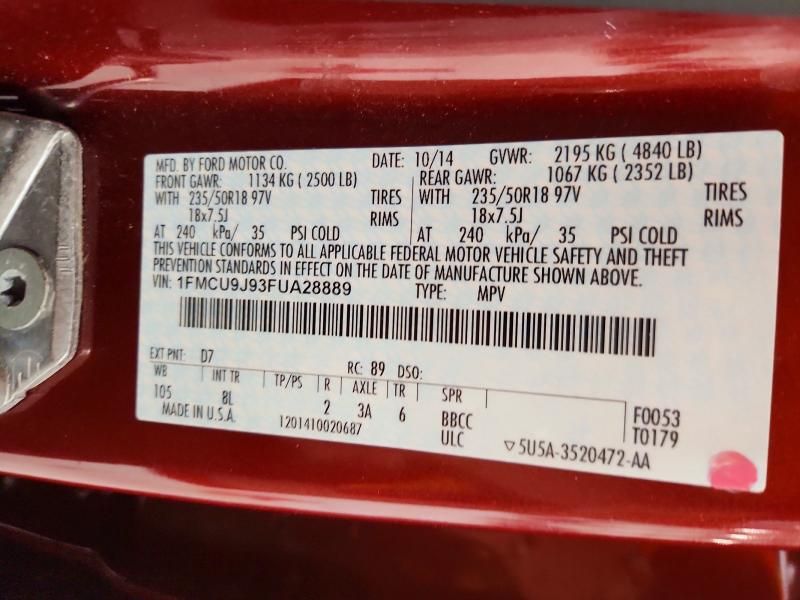 MFD. BY FORD MOTOR CO. DATE: 10/14 GVWR: 2195 KG ( 4840 LB)
FRONT GAWR: 1134 KG ( 2500 LB) REAR GAWR: 1067 KG ( 2352 LB)
WITH 235/50R18 97V TIRES WITH 235/50R18 97V TIRES
18x7.5J RIMS 18x7.5J RIMS
AT 240 kPa/ 35 PSI COLD AT 240 kPa/ 35 PSI COLD
THIS VEHICLE CONFORMS TO ALL APPLICABLE FEDERAL MOTOR VEHICLE SAFETY AND THEFT
PREVENTION STANDARDS IN EFFECT ON THE DATE OF MANUFACTURE SHOWN ABOVE.
VIN: 1FMCU9J93FUA28889 TYPE: MPV
EXT PNT: D7 RC: 89 DSO:
WB INT TR TP/PS R AXLE TR SPR
105 8L 2 3A 6 BBCC F0053
MADE IN U.S.A. 1201410020687 ULC T0179
▽5U5A-3520472-AA